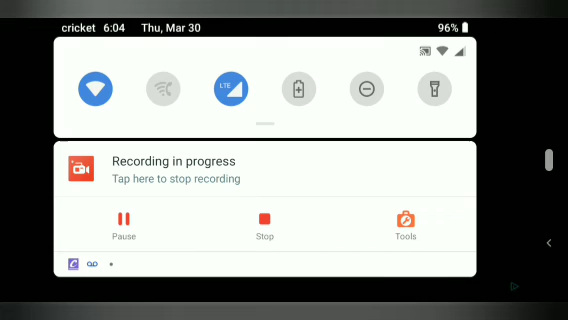 cricket 6:04 Thu, Mar 30 96%
LTE
Recording in progress
Tap here to stop recording
Pause Stop Tools